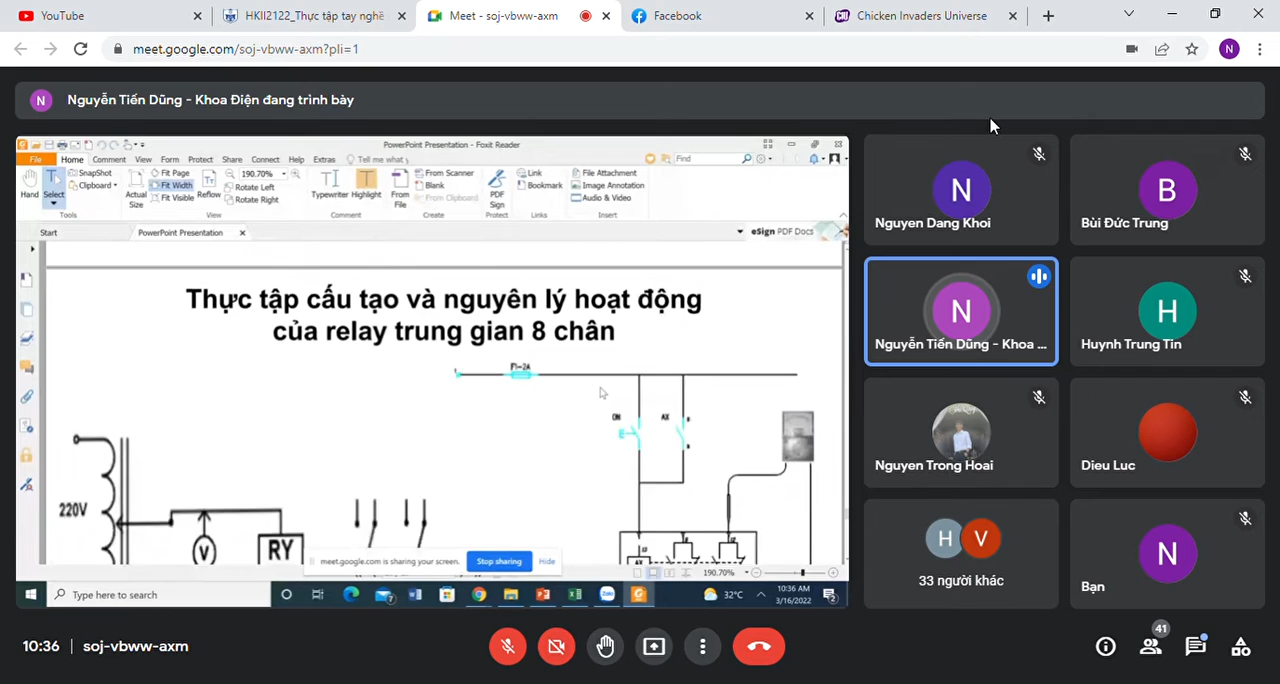 YouTube
HKII2122_Thực tập tay nghề
Meet - soj-vbww-axm
Facebook
Chicken Invaders Universe
meet.google.com/soj-vbww-axm?pli=1
N
N
Nguyễn Tiến Dũng - Khoa Điện đang trình bày
PowerPoint Presentation - Foxit Reader
File
Home
Comment
View
Form
Protect
Share
Connect
Help
Extras
Tell me what y
Find
Hand
Select
SnapShot
Clipboard
Tools
Actual Size
Fit Page
Fit Width
Fit Visible
Reflow
190.70%
Rotate Left
Rotate Right
View
Typewriter
Highlight
Comment
From File
From Scanner
Blank
From Clipboard
Create
PDF Sign
Protect
Link
Bookmark
Links
File Attachment
Image Annotation
Audio & Video
Insert
Start
PowerPoint Presentation
eSign PDF Docs
Thực tập cấu tạo và nguyên lý hoạt động
của relay trung gian 8 chân
F1-2A
ON
AX
220V
V
RY
meet.google.com is sharing your screen.
Stop sharing
Hide
190.70%
Type here to search
7
Zalo
32°C
10:36 AM
3/16/2022
2
N
Nguyen Dang Khoi
B
Bùi Đức Trung
N
Nguyễn Tiến Dũng - Khoa ...
H
Huynh Trung Tin
Nguyen Trong Hoai
Dieu Luc
H
V
33 người khác
N
Bạn
10:36
soj-vbww-axm
41